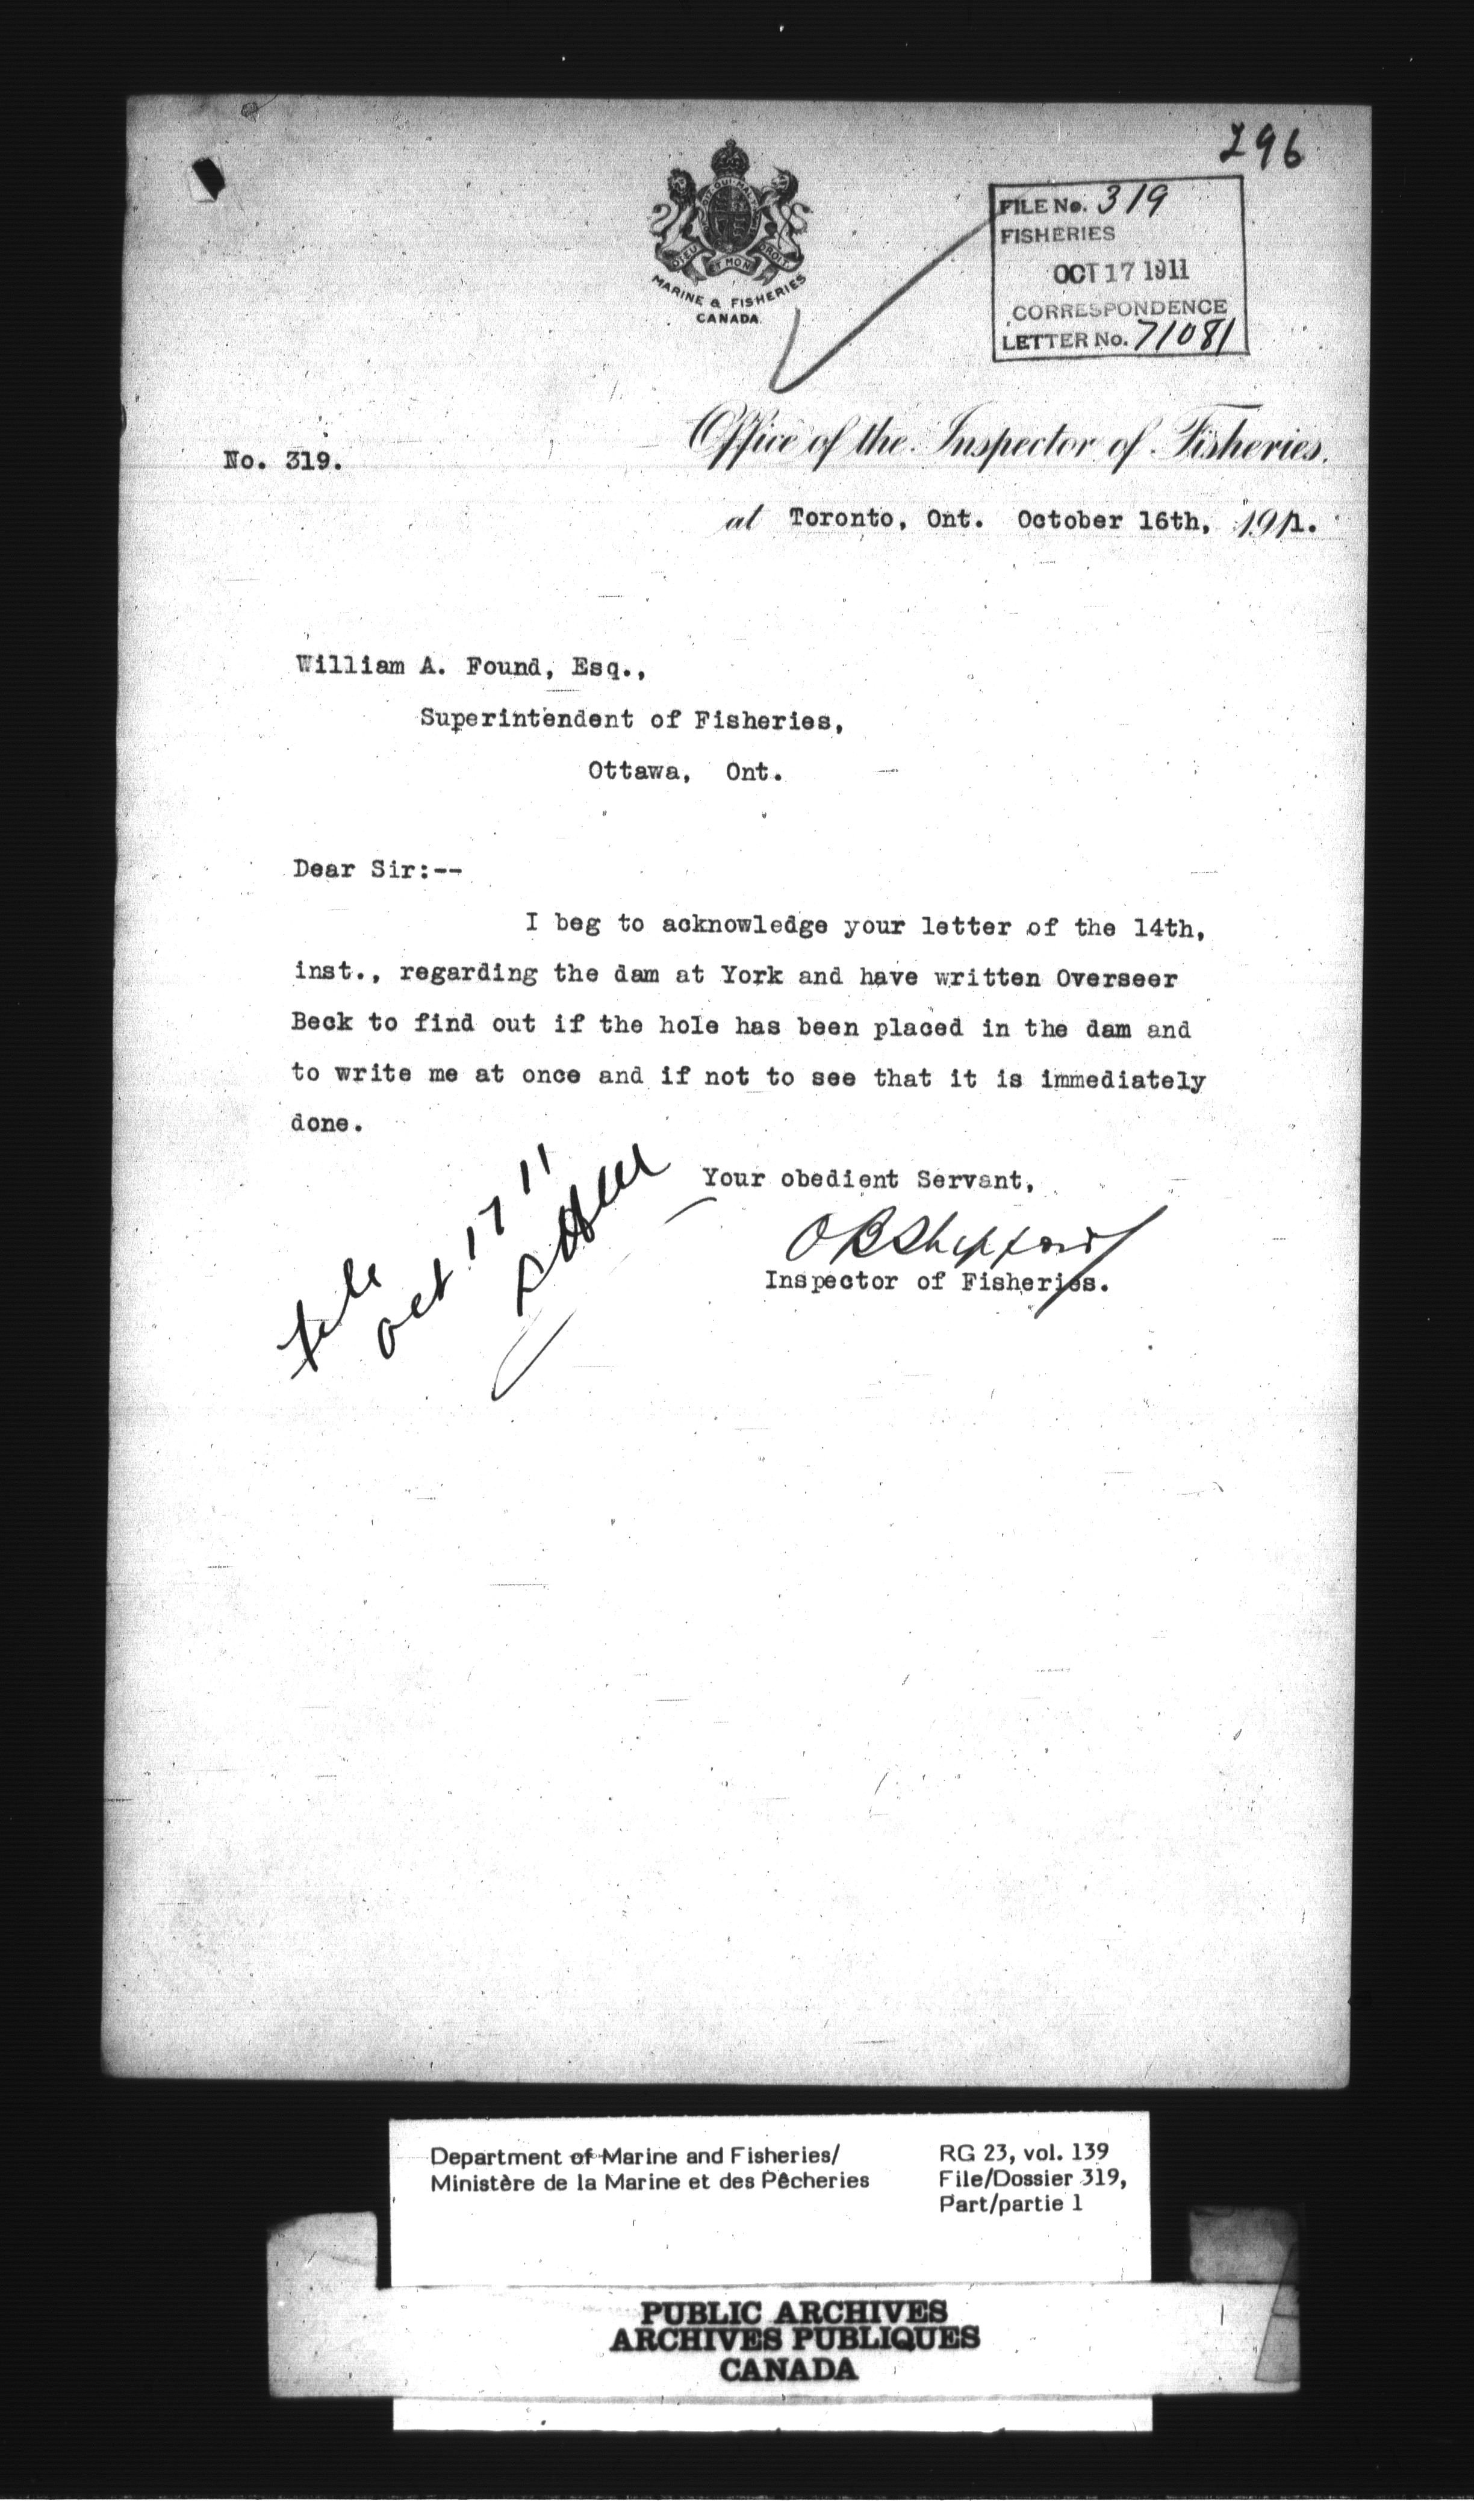 296
FILE No. 319
FISHERIES
OCT 17 1911
CORRESPONDENCE
LETTER No. 71081
DIEU ET MON DROIT
MARINE & FISHERIES
CANADA.
Office of the Inspector of Fisheries.
No. 319.
at Toronto, Ont. October 16th, 1911.
William A. Found, Esq.,
Superintendent of Fisheries,
Ottawa, Ont.
Dear Sir:--
I beg to acknowledge your letter of the 14th,
inst., regarding the dam at York and have written Overseer
Beck to find out if the hole has been placed in the dam and
to write me at once and if not to see that it is immediately
done.
Your obedient Servant,
O B Sheppard
Inspector of Fisheries.
File
Oct 17 11
Department of Marine and Fisheries/
Ministère de la Marine et des Pêcheries
RG 23, vol. 139
File/Dossier 319,
Part/partie 1
PUBLIC ARCHIVES
ARCHIVES PUBLIQUES
CANADA